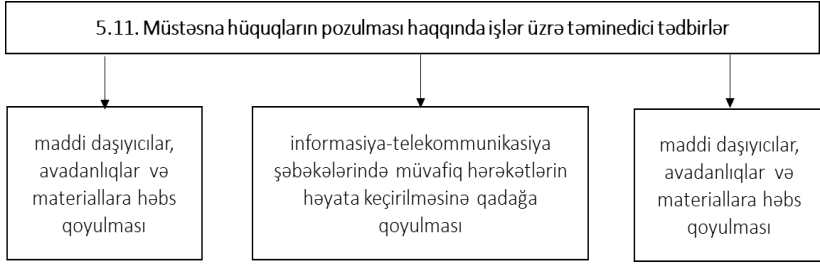 5.11. Müstəsna hüquqların pozulması haqqında işlər üzrə təminedici tədbirlər
maddi daşıyıcılar,
avadanlıqlar və
materiallara həbs
qoyulması
informasiya-telekommunikasiya
şəbəkələrində müvafiq hərəkətlərin
həyata keçirilməsinə qadağa
qoyulması
maddi daşıyıcılar,
avadanlıqlar və
materiallara həbs
qoyulması